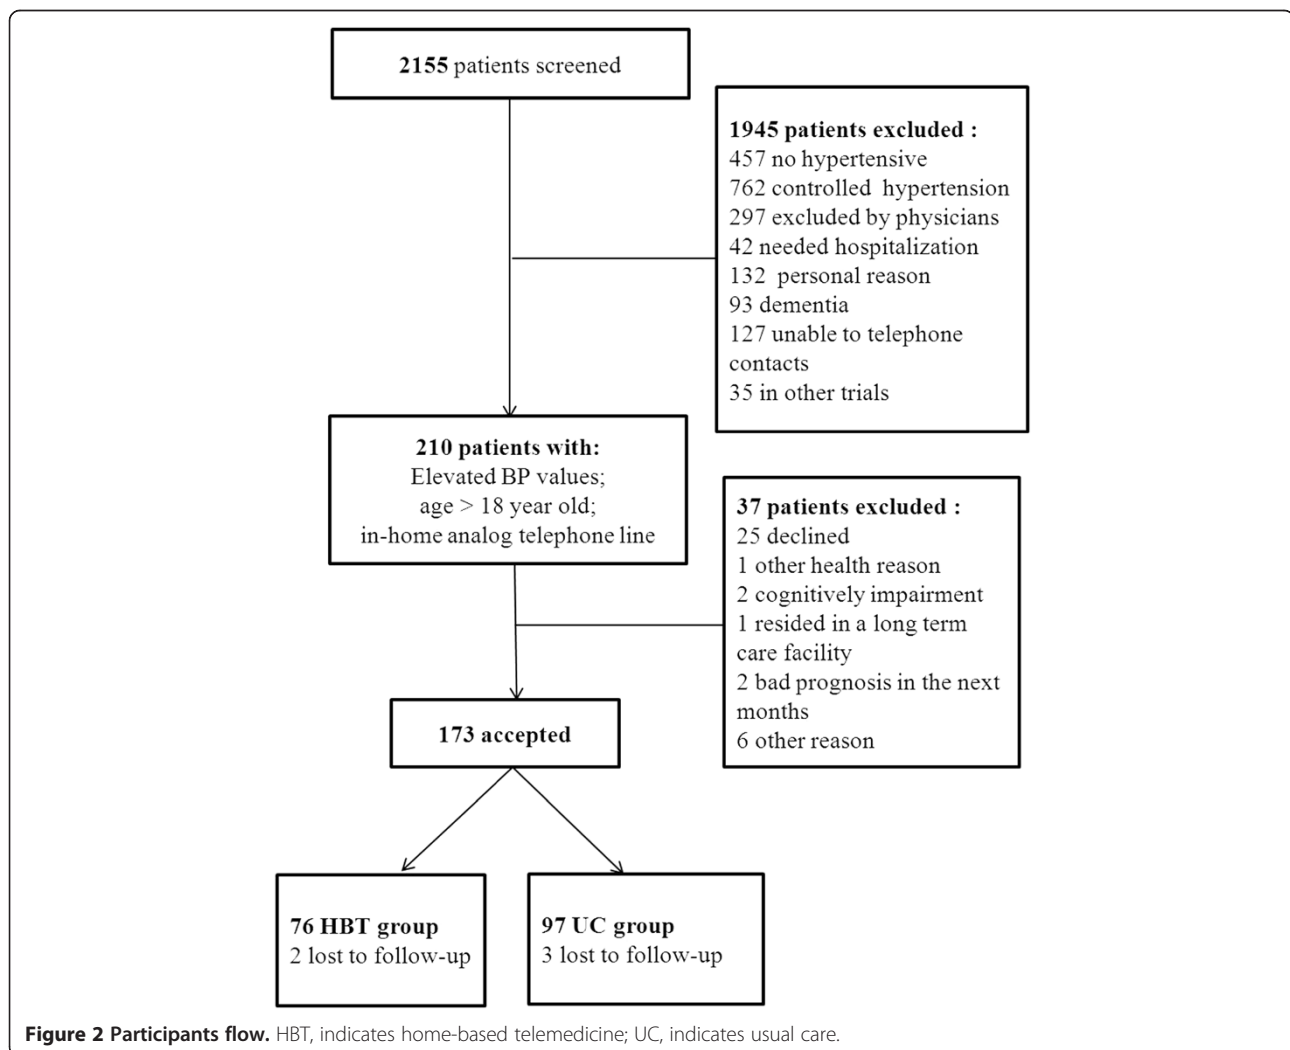 2155 patients screened
1945 patients excluded :
457 no hypertensive
762 controlled hypertension
297 excluded by physicians
42 needed hospitalization
132 personal reason
93 dementia
127 unable to telephone
contacts
35 in other trials
210 patients with:
Elevated BP values;
age > 18 year old;
in-home analog telephone line
37 patients excluded :
25 declined
1 other health reason
2 cognitively impairment
1 resided in a long term
care facility
2 bad prognosis in the next
months
6 other reason
173 accepted
76 HBT group
2 lost to follow-up
97 UC group
3 lost to follow-up
Figure 2 Participants flow. HBT, indicates home-based telemedicine; UC, indicates usual care.